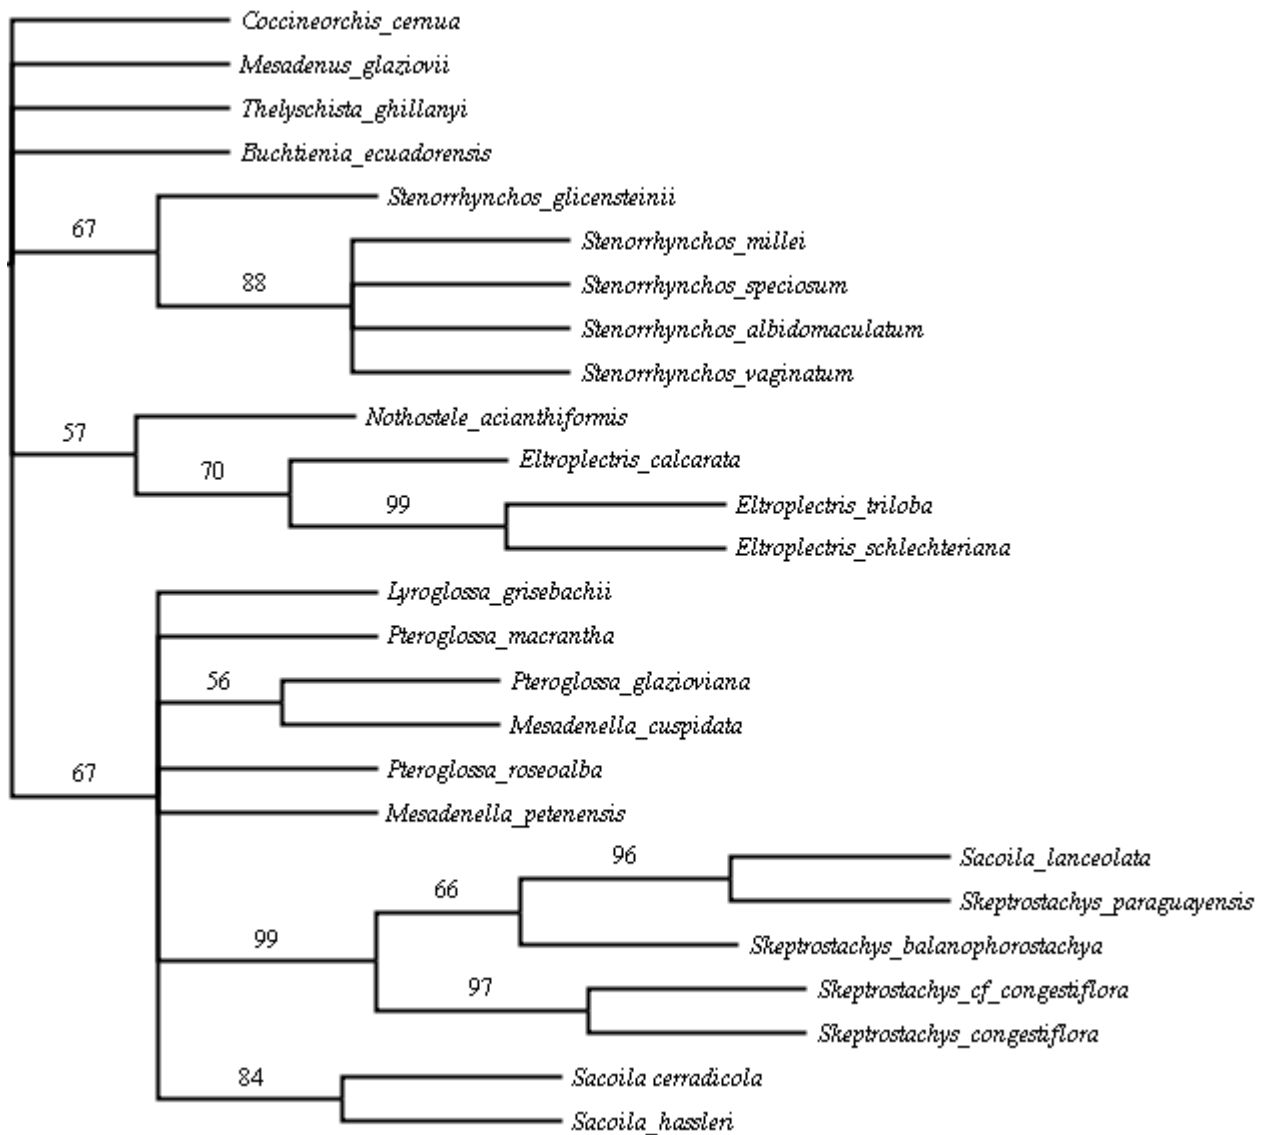 Coccineorchis_cernua
Mesadenus_glaziovii
Thelyschista_ghillanyi
Buchtienia_ecuadorensis
Stenorrhynchos_glicensteinii
67
Stenorrhynchos_millei
88
Stenorrhynchos_speciosum
Stenorrhynchos_albidomaculatum
Stenorrhynchos_vaginatum
Nothostele_acianthiformis
57
Eltroplectris_calcarata
70
99
Eltroplectris_triloba
Eltroplectris_schlechteriana
Lyroglossa_grisebachii
Pteroglossa_macrantha
56
Pteroglossa_glazioviana
Mesadenella_cuspidata
67
Pteroglossa_roseoalba
Mesadenella_petenensis
96
Sacoila_lanceolata
66
Skeptrostachys_paraguayensis
99
Skeptrostachys_balanophorostachya
97
Skeptrostachys_cf_congestiflora
Skeptrostachys_congestiflora
84
Sacoila cerradicola
Sacoila_hassleri